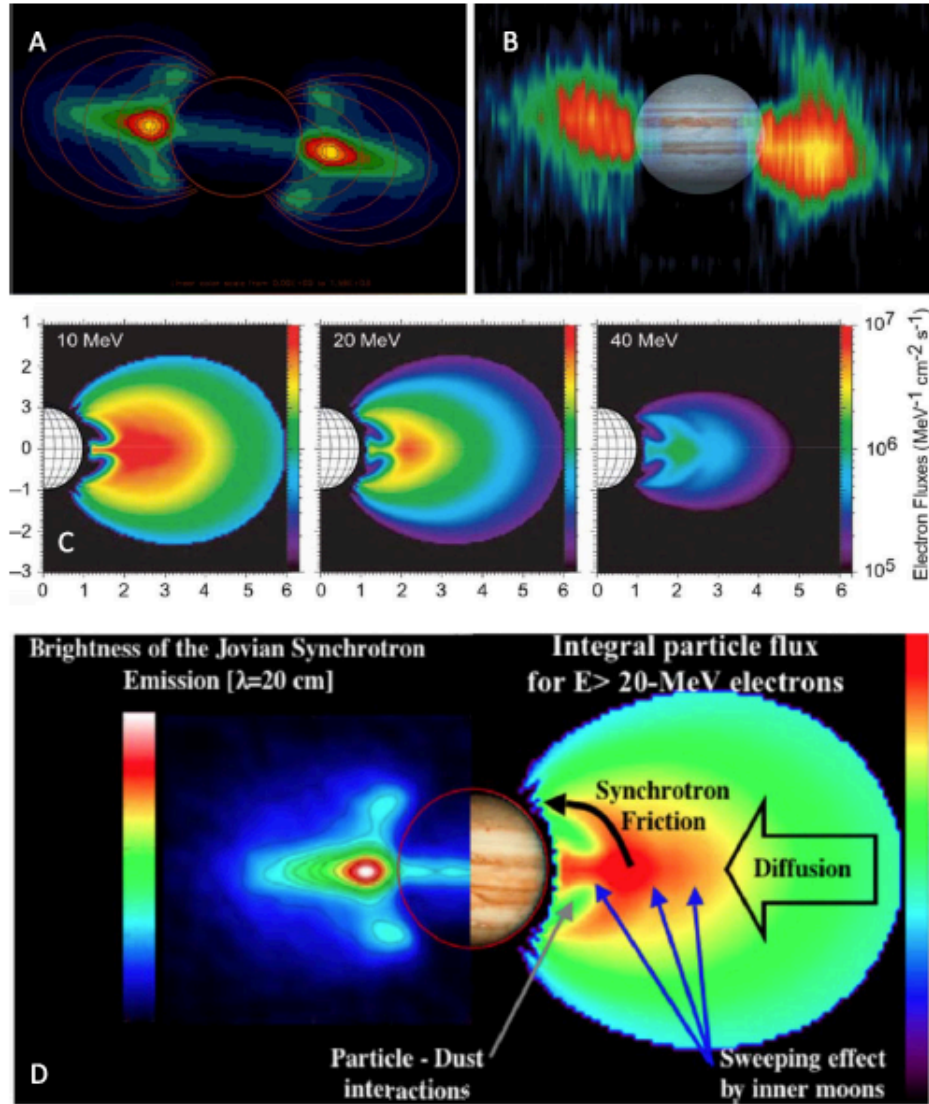 A
B
10 MeV
20 MeV
40 MeV
1
2
3
0
–1
–2
–3
C
0 1 2 3 4 5 6
0 1 2 3 4 5 6
0 1 2 3 4 5 6
10⁷
10⁶
10⁵
Electron Fluxes (MeV⁻¹ cm⁻² s⁻¹)
Brightness of the Jovian Synchrotron
Emission [λ=20 cm]
Integral particle flux
for E> 20-MeV electrons
Synchrotron
Friction
Diffusion
Particle - Dust
interactions
Sweeping effect
by inner moons
D